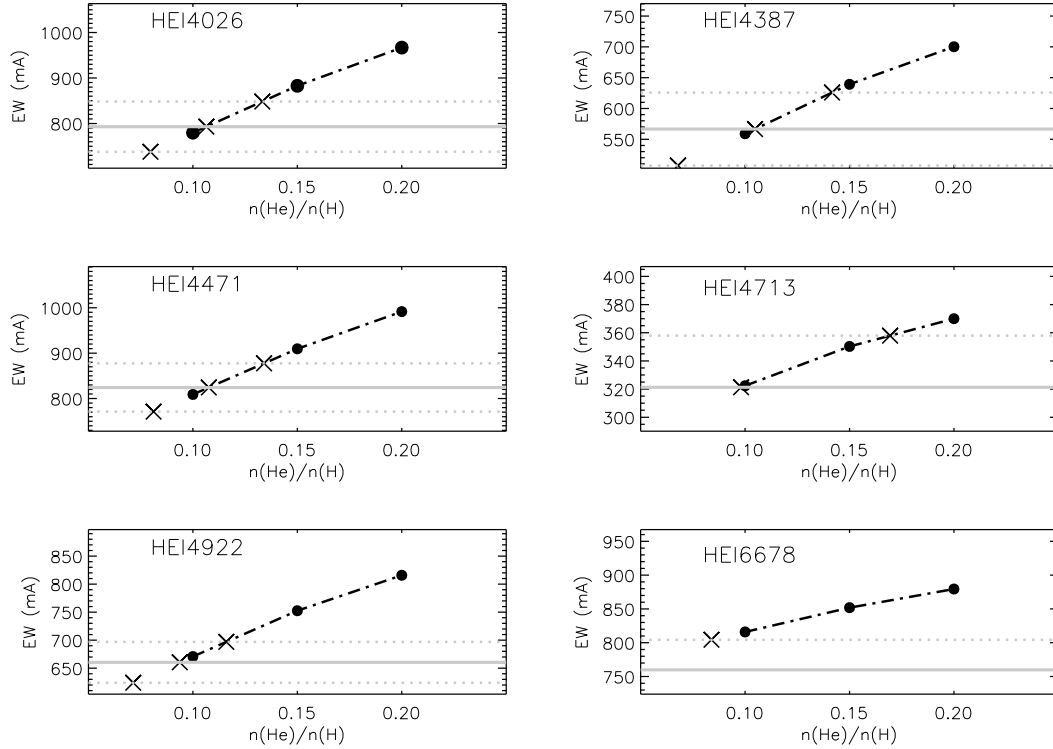 HEI4026
EW (mA)
1000
900
800
0.10 0.15 0.20
n(He)/n(H)
HEI4387
EW (mA)
750
700
650
600
550
0.10 0.15 0.20
n(He)/n(H)
HEI4471
EW (mA)
1000
900
800
0.10 0.15 0.20
n(He)/n(H)
HEI4713
EW (mA)
400
380
360
340
320
300
0.10 0.15 0.20
n(He)/n(H)
HEI4922
EW (mA)
850
800
750
700
650
0.10 0.15 0.20
n(He)/n(H)
HEI6678
EW (mA)
950
900
850
800
750
0.10 0.15 0.20
n(He)/n(H)